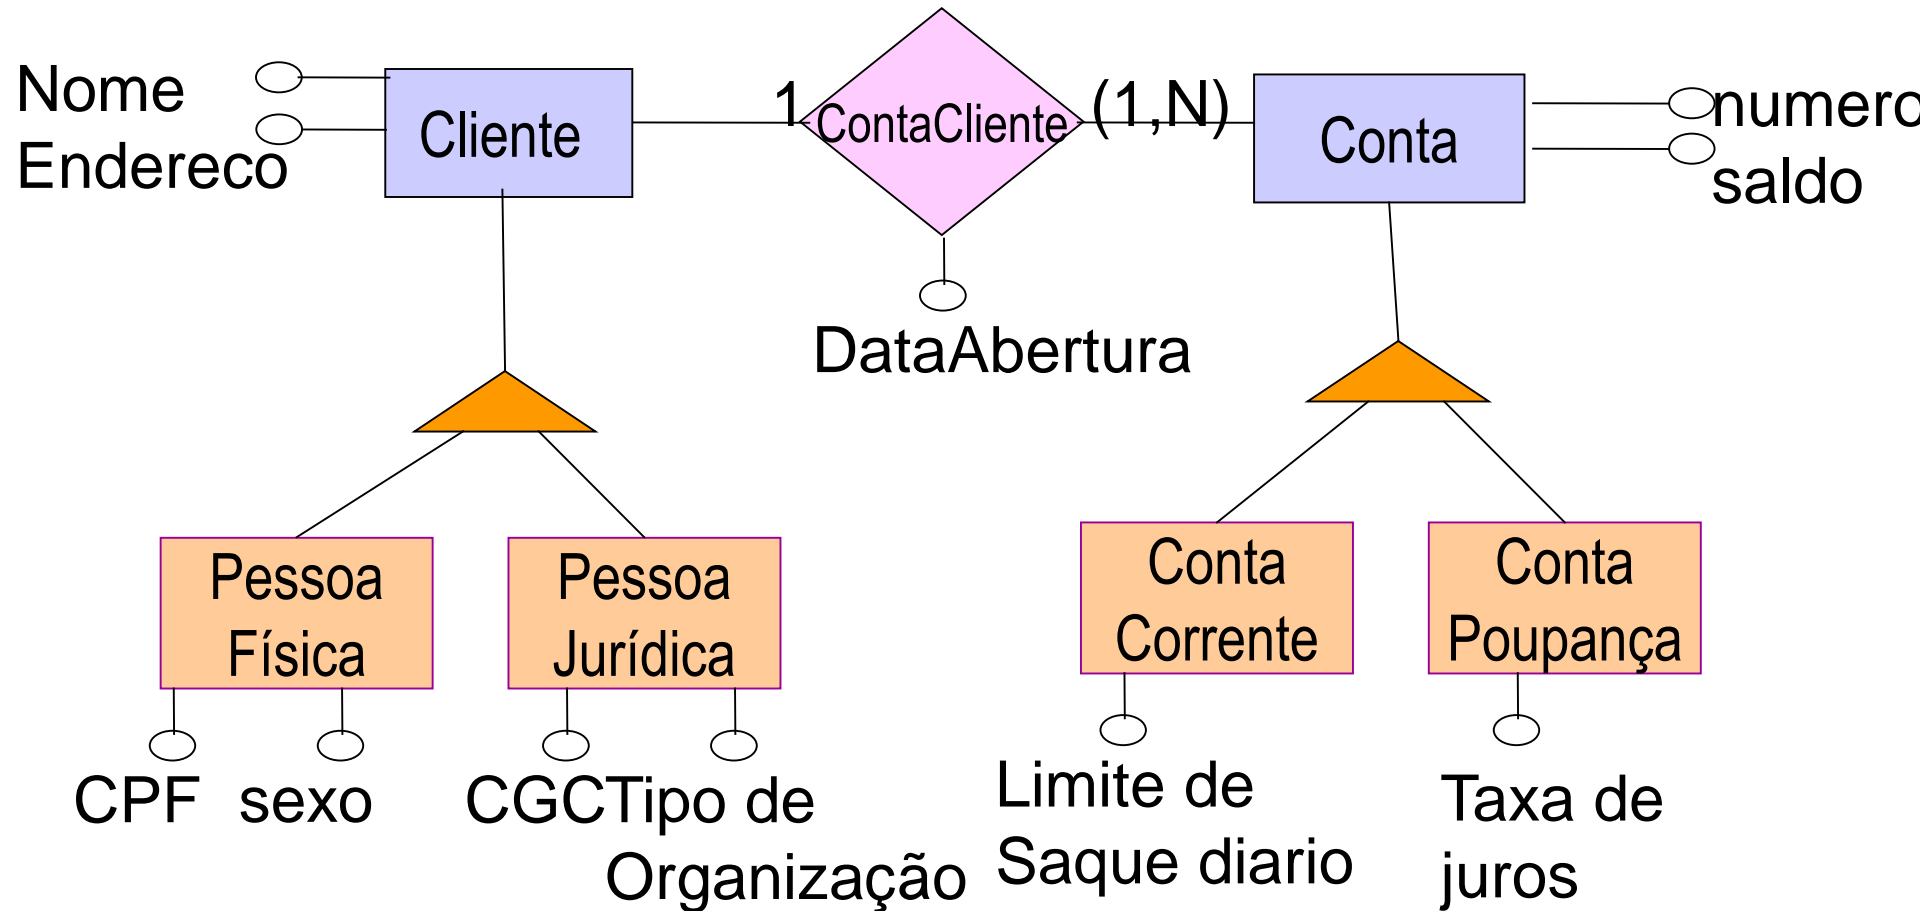 Nome
Endereco
Cliente
1
ContaCliente
(1,N)
Conta
numero
saldo
DataAbertura
Pessoa
Física
Pessoa
Jurídica
Conta
Corrente
Conta
Poupança
CPF
sexo
CGC
Tipo de
Organização
Limite de
Saque diario
Taxa de
juros